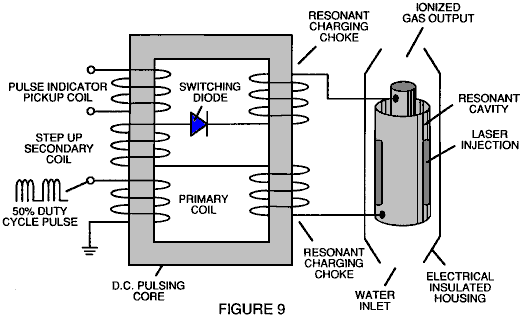 RESONANT
CHARGING
CHOKE
IONIZED
GAS OUTPUT
PULSE INDICATOR
PICKUP COIL
SWITCHING
DIODE
RESONANT
CAVITY
STEP UP
SECONDARY
COIL
LASER
INJECTION
50% DUTY
CYCLE PULSE
PRIMARY
COIL
RESONANT
CHARGING
CHOKE
D.C. PULSING
CORE
WATER
INLET
ELECTRICAL
INSULATED
HOUSING
FIGURE 9